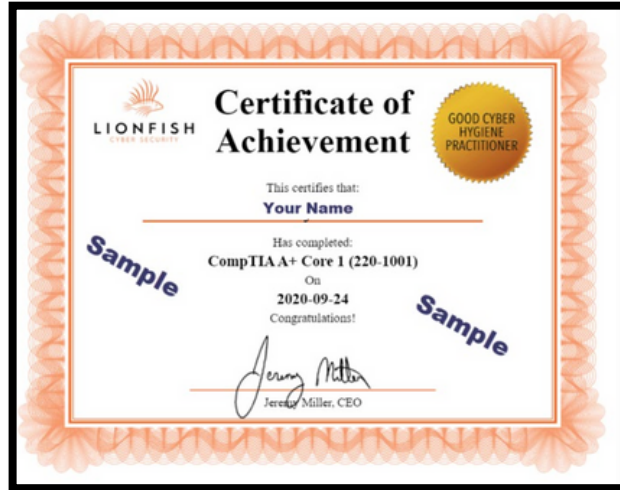 LIONFISH
CYBER SECURITY
Certificate of
Achievement
GOOD CYBER
HYGIENE
PRACTITIONER
This certifies that:
Your Name
Has completed:
CompTIA A+ Core 1 (220-1001)
On
2020-09-24
Congratulations!
Sample
Sample
Jeremy Miller
Jeremy Miller, CEO